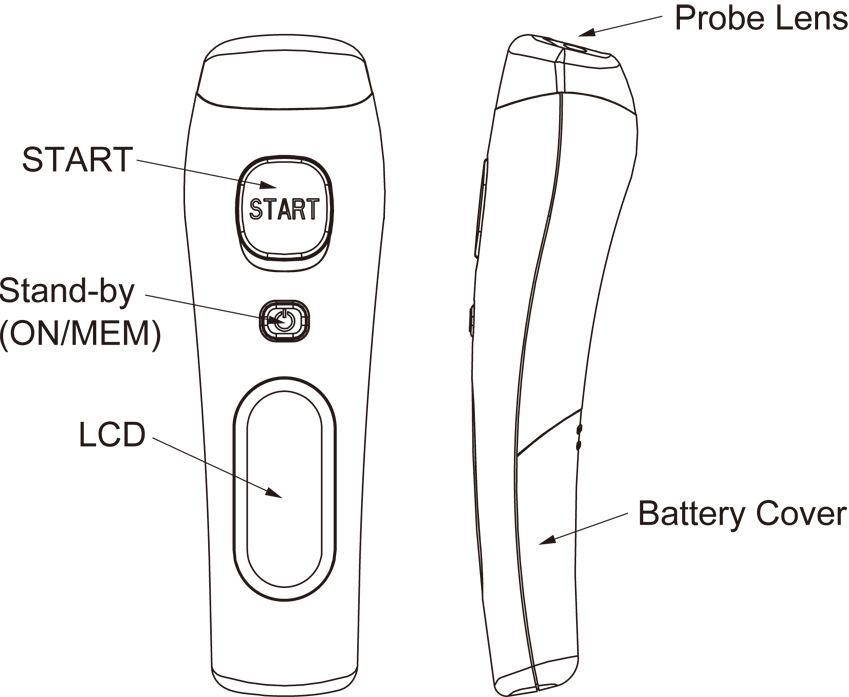 Probe Lens
START
START
Stand-by
(ON/MEM)
LCD
Battery Cover